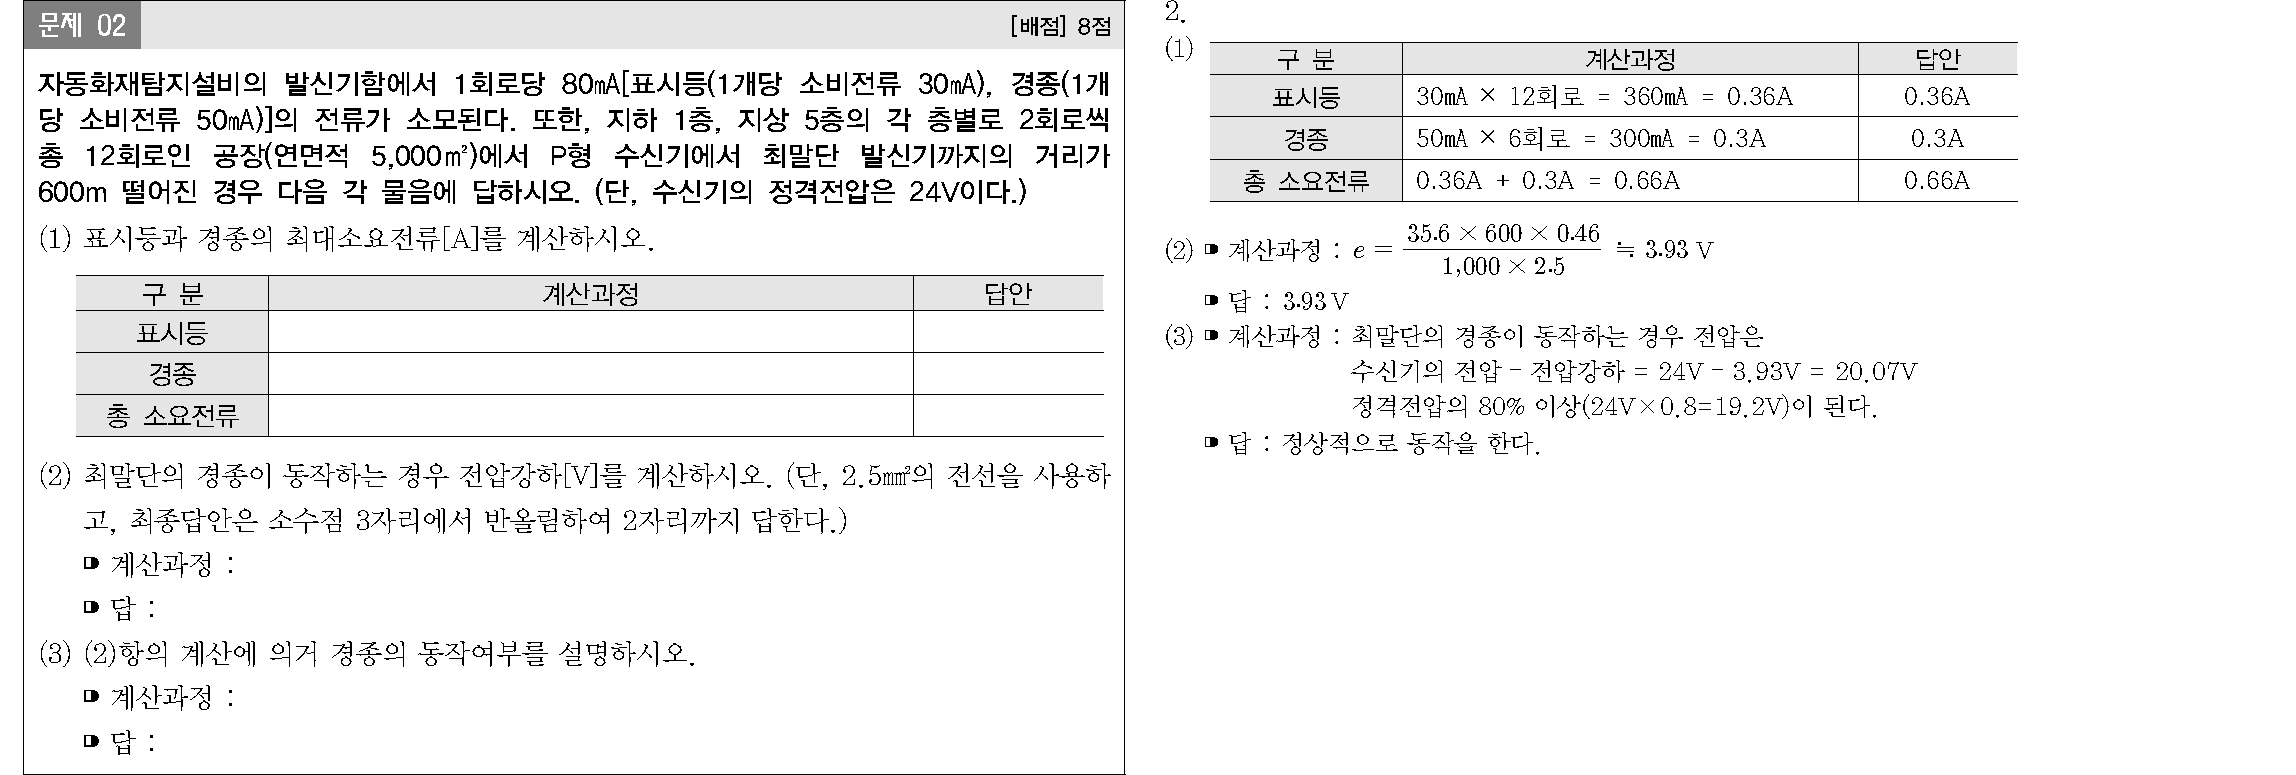 문제 02
[배점] 8점
자동화재탐지설비의 발신기함에서 1회로당 80㎃[표시등(1개당 소비전류 30㎃), 경종(1개
당 소비전류 50㎃)]의 전류가 소모된다. 또한, 지하 1층, 지상 5층의 각 층별로 2회로씩
총 12회로인 공장(연면적 5,000㎡)에서 P형 수신기에서 최말단 발신기까지의 거리가
600m 떨어진 경우 다음 각 물음에 답하시오. (단, 수신기의 정격전압은 24V이다.)
(1) 표시등과 경종의 최대소요전류[A]를 계산하시오.
구 분 계산과정 답안
표시등
경종
총 소요전류
(2) 최말단의 경종이 동작하는 경우 전압강하[V]를 계산하시오. (단, 2.5㎟의 전선을 사용하
고, 최종답안은 소수점 3자리에서 반올림하여 2자리까지 답한다.)
계산과정 :
답 :
(3) (2)항의 계산에 의거 경종의 동작여부를 설명하시오.
계산과정 :
답 :
2.
(1)
구 분 계산과정 답안
표시등 30㎃ × 12회로 = 360㎃ = 0.36A 0.36A
경종 50㎃ × 6회로 = 300㎃ = 0.3A 0.3A
총 소요전류 0.36A + 0.3A = 0.66A 0.66A
(2) 계산과정 : e = (35.6 × 600 × 0.46) / (1,000 × 2.5) ≒ 3.93 V
답 : 3.93 V
(3) 계산과정 : 최말단의 경종이 동작하는 경우 전압은
수신기의 전압 - 전압강하 = 24V - 3.93V = 20.07V
정격전압의 80% 이상(24V×0.8=19.2V)이 된다.
답 : 정상적으로 동작을 한다.